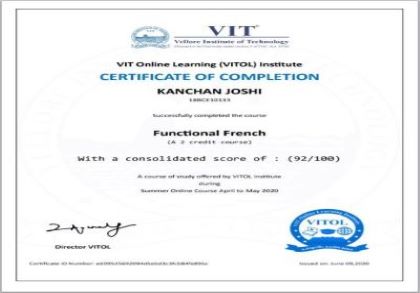 VIT®
Vellore Institute of Technology
VIT Online Learning (VITOL) Institute
CERTIFICATE OF COMPLETION
KANCHAN JOSHI
Successfully completed the course
Functional French
(A 2 credit course)
With a consolidated score of : (92/100)
A course of study offered by VITOL Institute
during
Summer Online Course April to May 2020
VITOL
Director VITOL
Certificate ID Number:
Issued on: June 09,2020